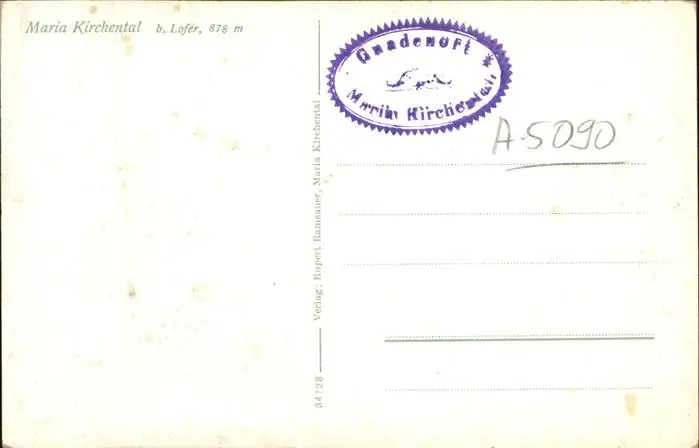 Maria Kirchental b. Lofer, 878 m
Gnadenort
Maria Kirchental
A-5090
Verlag: Rupert Ramsauer, Maria Kirchental
34728